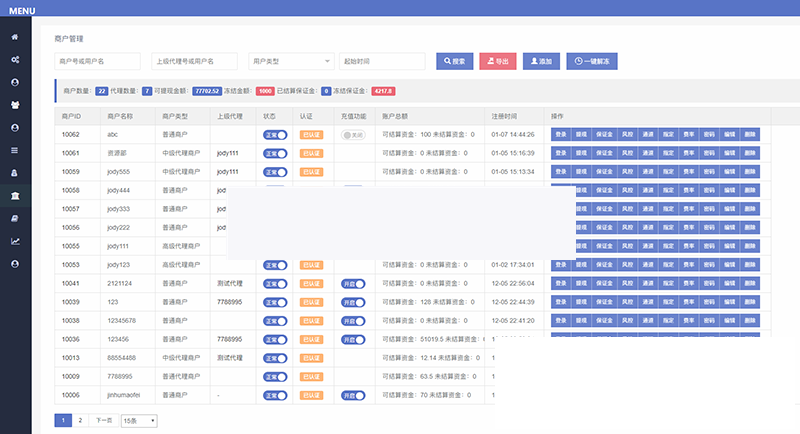 MENU
商户管理
商户号或用户名 上级代理号或用户名 用户类型 起始时间 搜索 导出 添加 一键解冻
商户数量: 22 代理数量: 7 可提现金额: 77702.52 冻结金额: 1000 已结算保证金: 0 冻结保证金: 4217.8
商户ID 商户名称 商户类型 上级代理 状态 认证 充值功能 账户总额 注册时间 操作
10062 abc 普通商户 正常 已认证 关闭 可结算资金: 100 未结算资金: 0 01-07 14:44:26 登录 提现 保证金 风控 通道 指定 费率 密码 编辑 删除
10061 资源部 中级代理商户 jody111 正常 已认证 可结算资金: 0 未结算资金: 0 01-05 15:16:39 登录 提现 保证金 风控 通道 指定 费率 密码 编辑 删除
10059 jody555 中级代理商户 jody111 正常 已认证 可结算资金: 0 未结算资金: 0 01-05 15:13:34 登录 提现 保证金 风控 通道 指定 费率 密码 编辑 删除
10058 jody444 普通商户 登录 提现 保证金 风控 通道 指定 费率 密码 编辑 删除
10057 jody333 普通商户 登录 提现 保证金 风控 通道 指定 费率 密码 编辑 删除
10056 jody222 普通商户 登录 提现 保证金 风控 通道 指定 费率 密码 编辑 删除
10055 jody111 高级代理商户 登录 提现 保证金 风控 通道 指定 费率 密码 编辑 删除
10053 jody123 高级代理商户 正常 已认证 可结算资金: 0 未结算资金: 0 01-02 17:34:01 登录 提现 保证金 风控 通道 指定 费率 密码 编辑 删除
10041 2121124 普通商户 测试代理 正常 已认证 开启 可结算资金: 0 未结算资金: 0 12-05 22:56:04 登录 提现 保证金 风控 通道 指定 费率 密码 编辑 删除
10039 123 普通商户 7788995 正常 已认证 开启 可结算资金: 128 未结算资金: 0 12-05 22:44:39 登录 提现 保证金 风控 通道 指定 费率 密码 编辑 删除
10038 12345678 普通商户 正常 已认证 开启 可结算资金: 0 未结算资金: 0 12-05 22:41:20 登录 提现 保证金 风控 通道 指定 费率 密码 编辑 删除
10036 123456 普通商户 7788995 正常 已认证 开启 可结算资金: 51019.5 未结算资金: 0
10013 88554488 中级代理商户 测试代理 正常 已认证 可结算资金: 12.14 未结算资金: 0
10009 7788995 普通代理商户 正常 已认证 可结算资金: 63.5 未结算资金: 0
10006 jinhumaofei 普通商户 - 正常 已认证 开启 可结算资金: 70 未结算资金: 0
1 2 下一页 15条